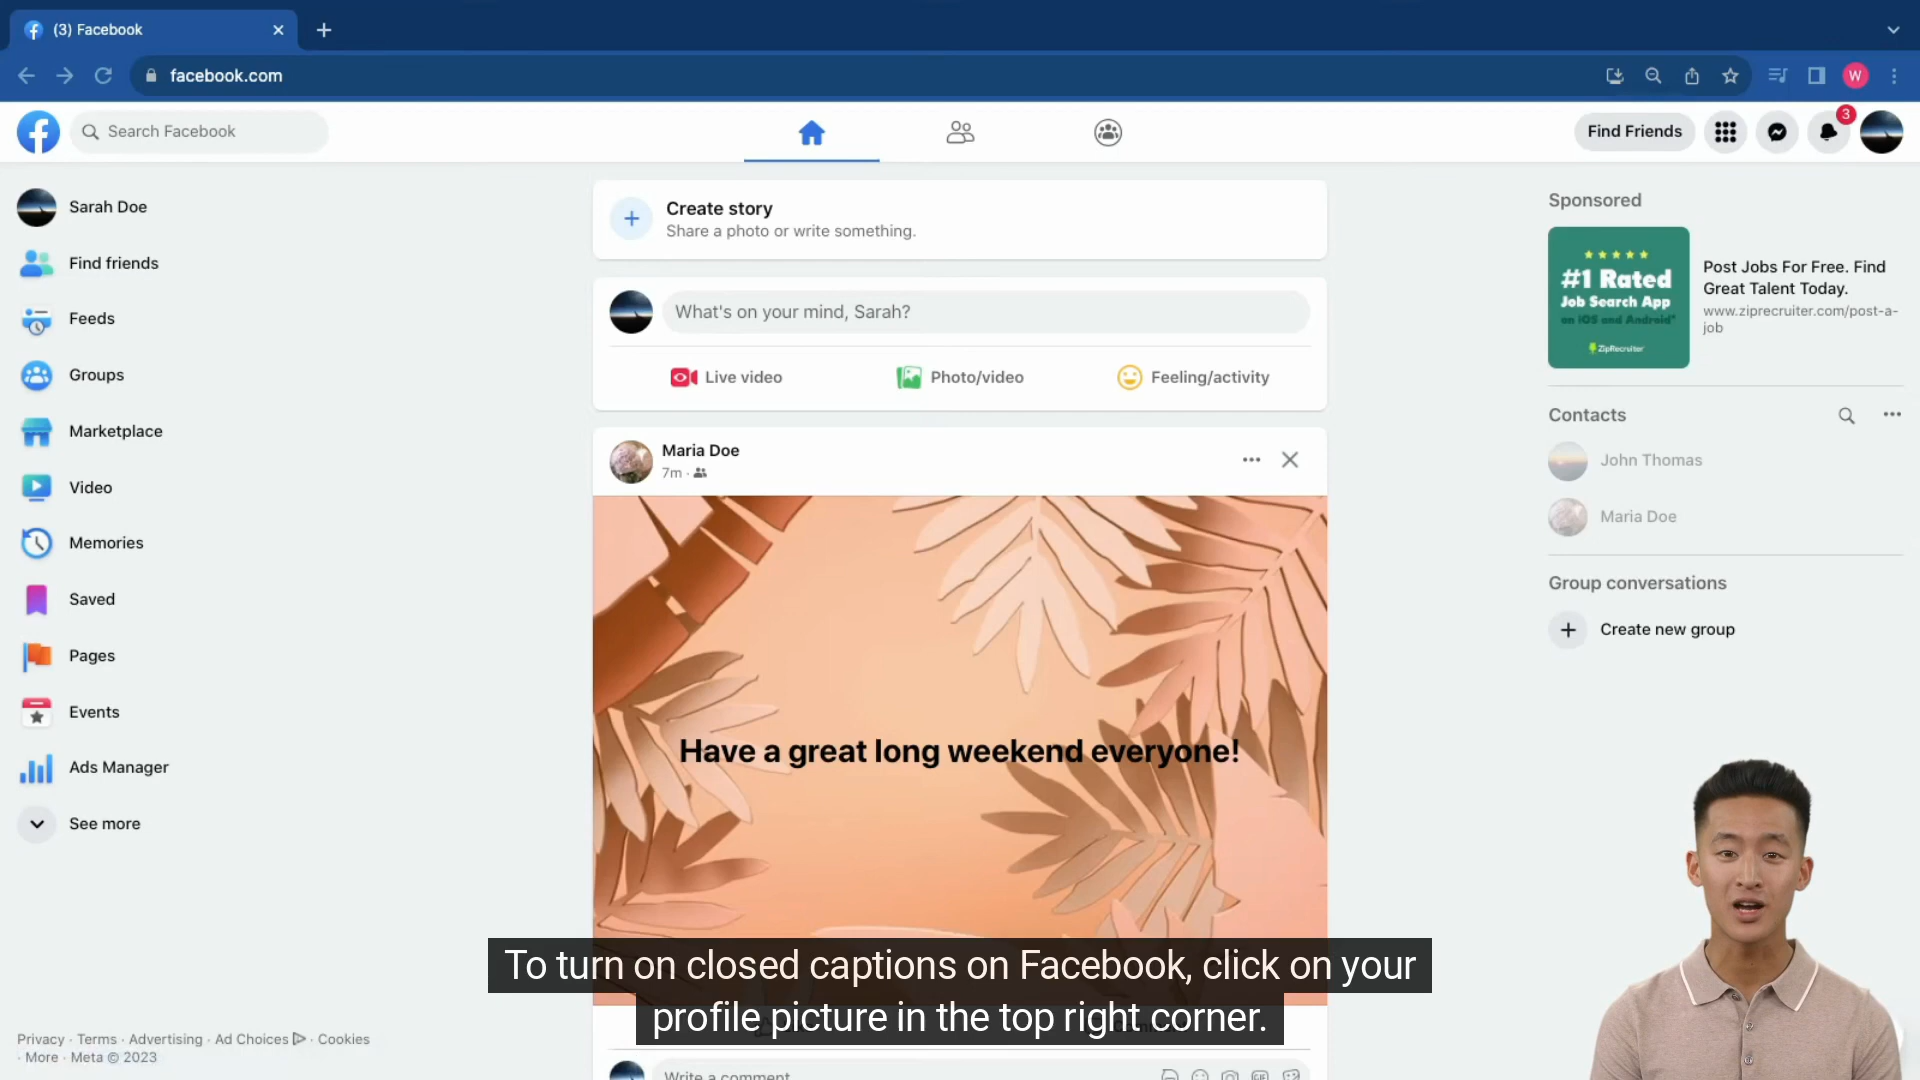 (3) Facebook
facebook.com
W
Search Facebook
Find Friends
3
Sarah Doe
Find friends
Feeds
Groups
Marketplace
Video
Memories
Saved
Pages
Events
Ads Manager
See more
Privacy · Terms · Advertising · Ad Choices · Cookies
· More · Meta © 2023
Create story
Share a photo or write something.
What's on your mind, Sarah?
Live video
Photo/video
Feeling/activity
Maria Doe
7m ·
Have a great long weekend everyone!
Write a comment
To turn on closed captions on Facebook, click on your
profile picture in the top right corner.
Sponsored
#1 Rated
Job Search App
on iOS and Android*
ZipRecruiter
Post Jobs For Free. Find
Great Talent Today.
www.ziprecruiter.com/post-a-
job
Contacts
John Thomas
Maria Doe
Group conversations
Create new group